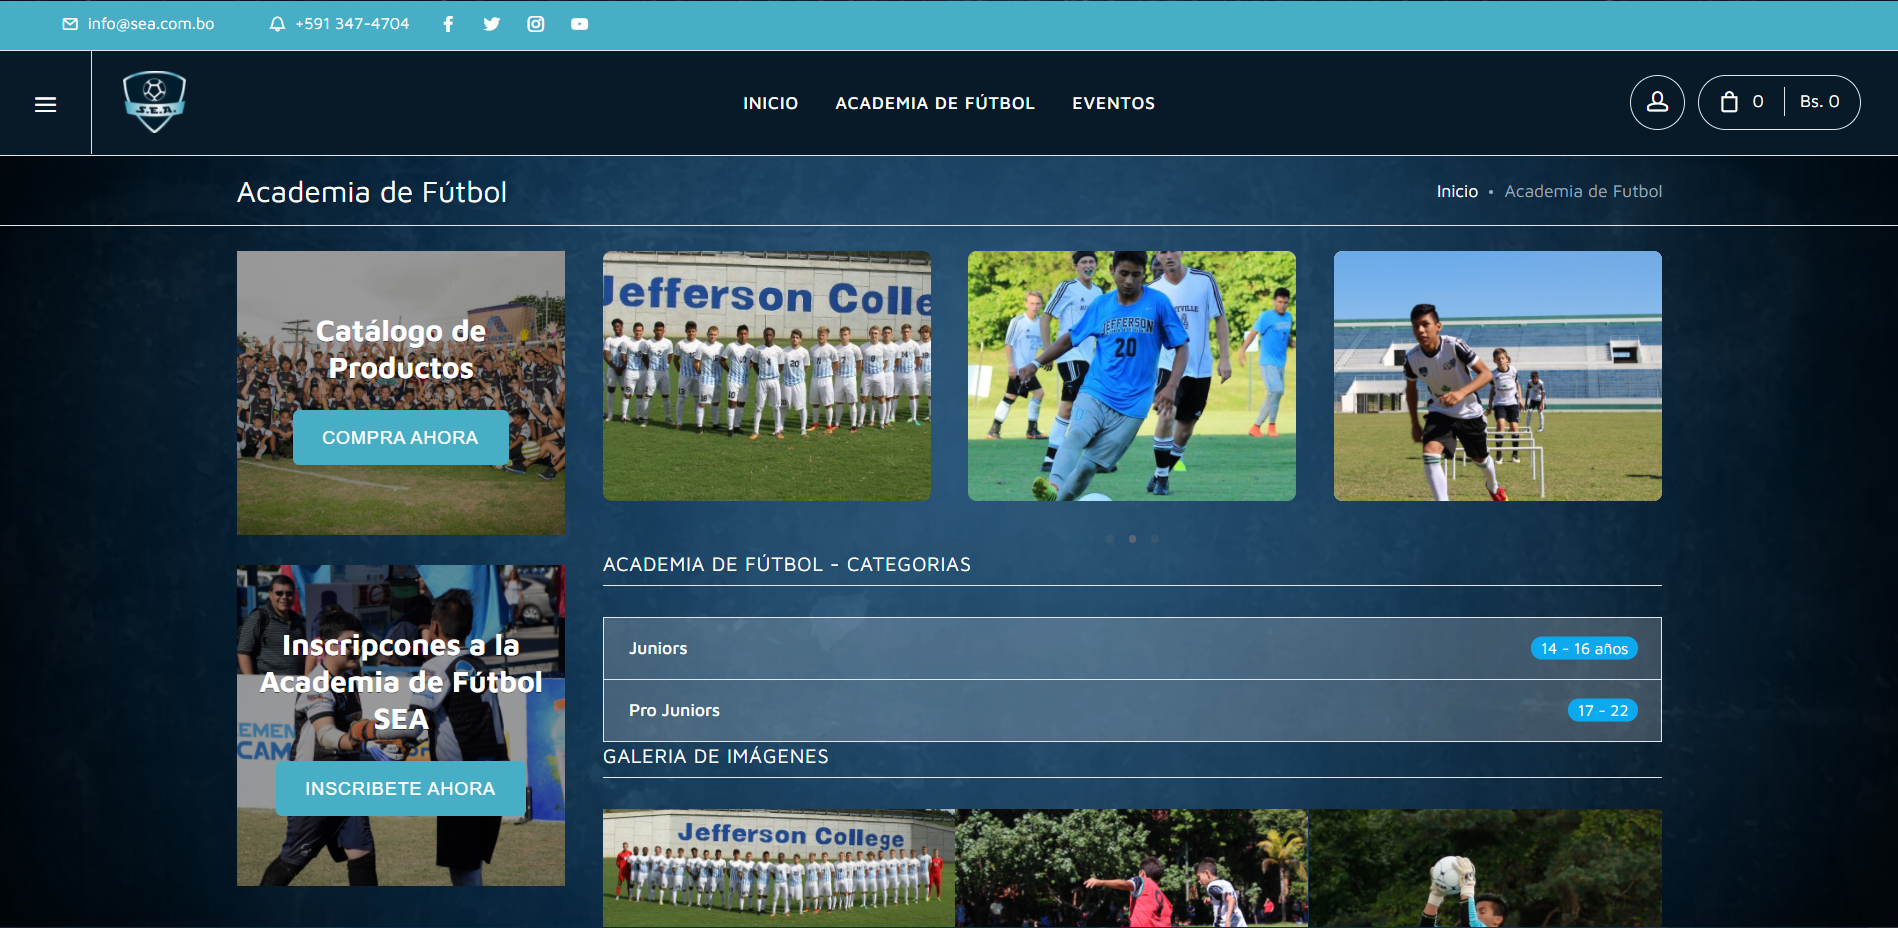 info@sea.com.bo
+591 347-4704
S.E.A.
INICIO
ACADEMIA DE FÚTBOL
EVENTOS
0
Bs. 0
Academia de Fútbol
Inicio • Academia de Futbol
Catálogo de
Productos
COMPRA AHORA
Jefferson Colle
JEFFERSON
20
ACADEMIA DE FÚTBOL - CATEGORIAS
Juniors
14 - 16 años
Pro Juniors
17 - 22
Inscripcones a la
Academia de Fútbol
SEA
INSCRIBETE AHORA
GALERIA DE IMÁGENES
Jefferson College